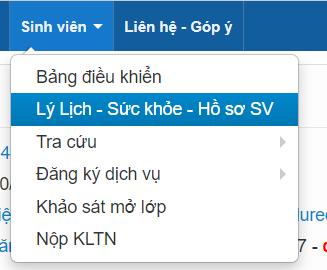 Sinh viên Liên hệ - Góp ý
Bảng điều khiển
Lý Lịch - Sức khỏe - Hồ sơ SV
Tra cứu
Đăng ký dịch vụ
Khảo sát mở lớp
Nộp KLTN